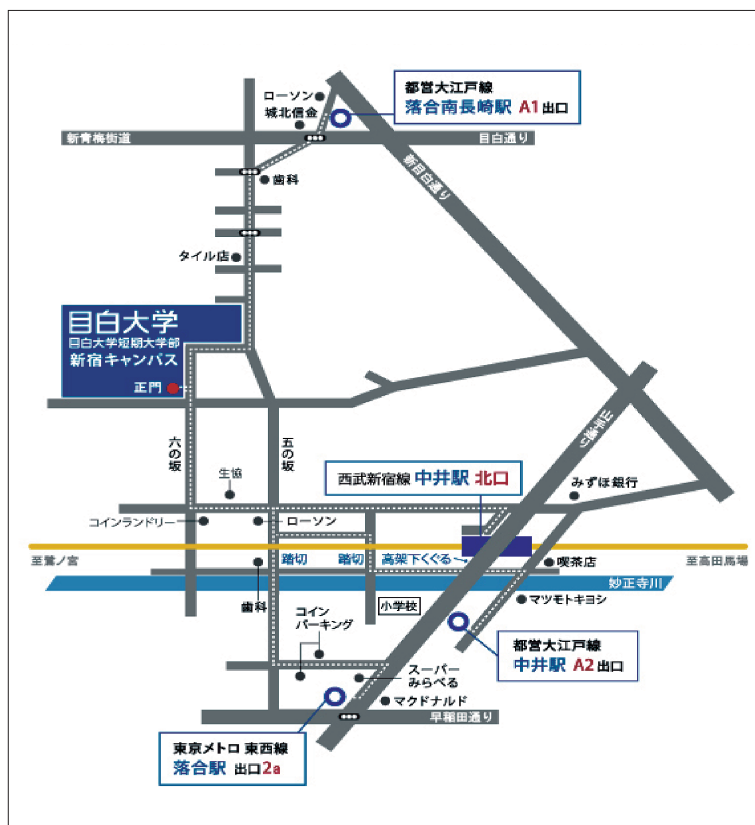 都営大江戸線
落合南長崎駅 A1出口
ローソン
城北信金
新青梅街道
目白通り
新目白通り
歯科
タイル店
目白大学
目白大学短期大学部
新宿キャンパス
正門
六の坂
五の坂
山手通り
生協
西武新宿線 中井駅 北口
みずほ銀行
コインランドリー
ローソン
至鷺ノ宮
踏切
踏切
高架下くぐる
喫茶店
至高田馬場
妙正寺川
歯科
コイン
パーキング
小学校
マツモトキヨシ
都営大江戸線
中井駅 A2出口
スーパー
みらべる
マクドナルド
早稲田通り
東京メトロ 東西線
落合駅 出口2a